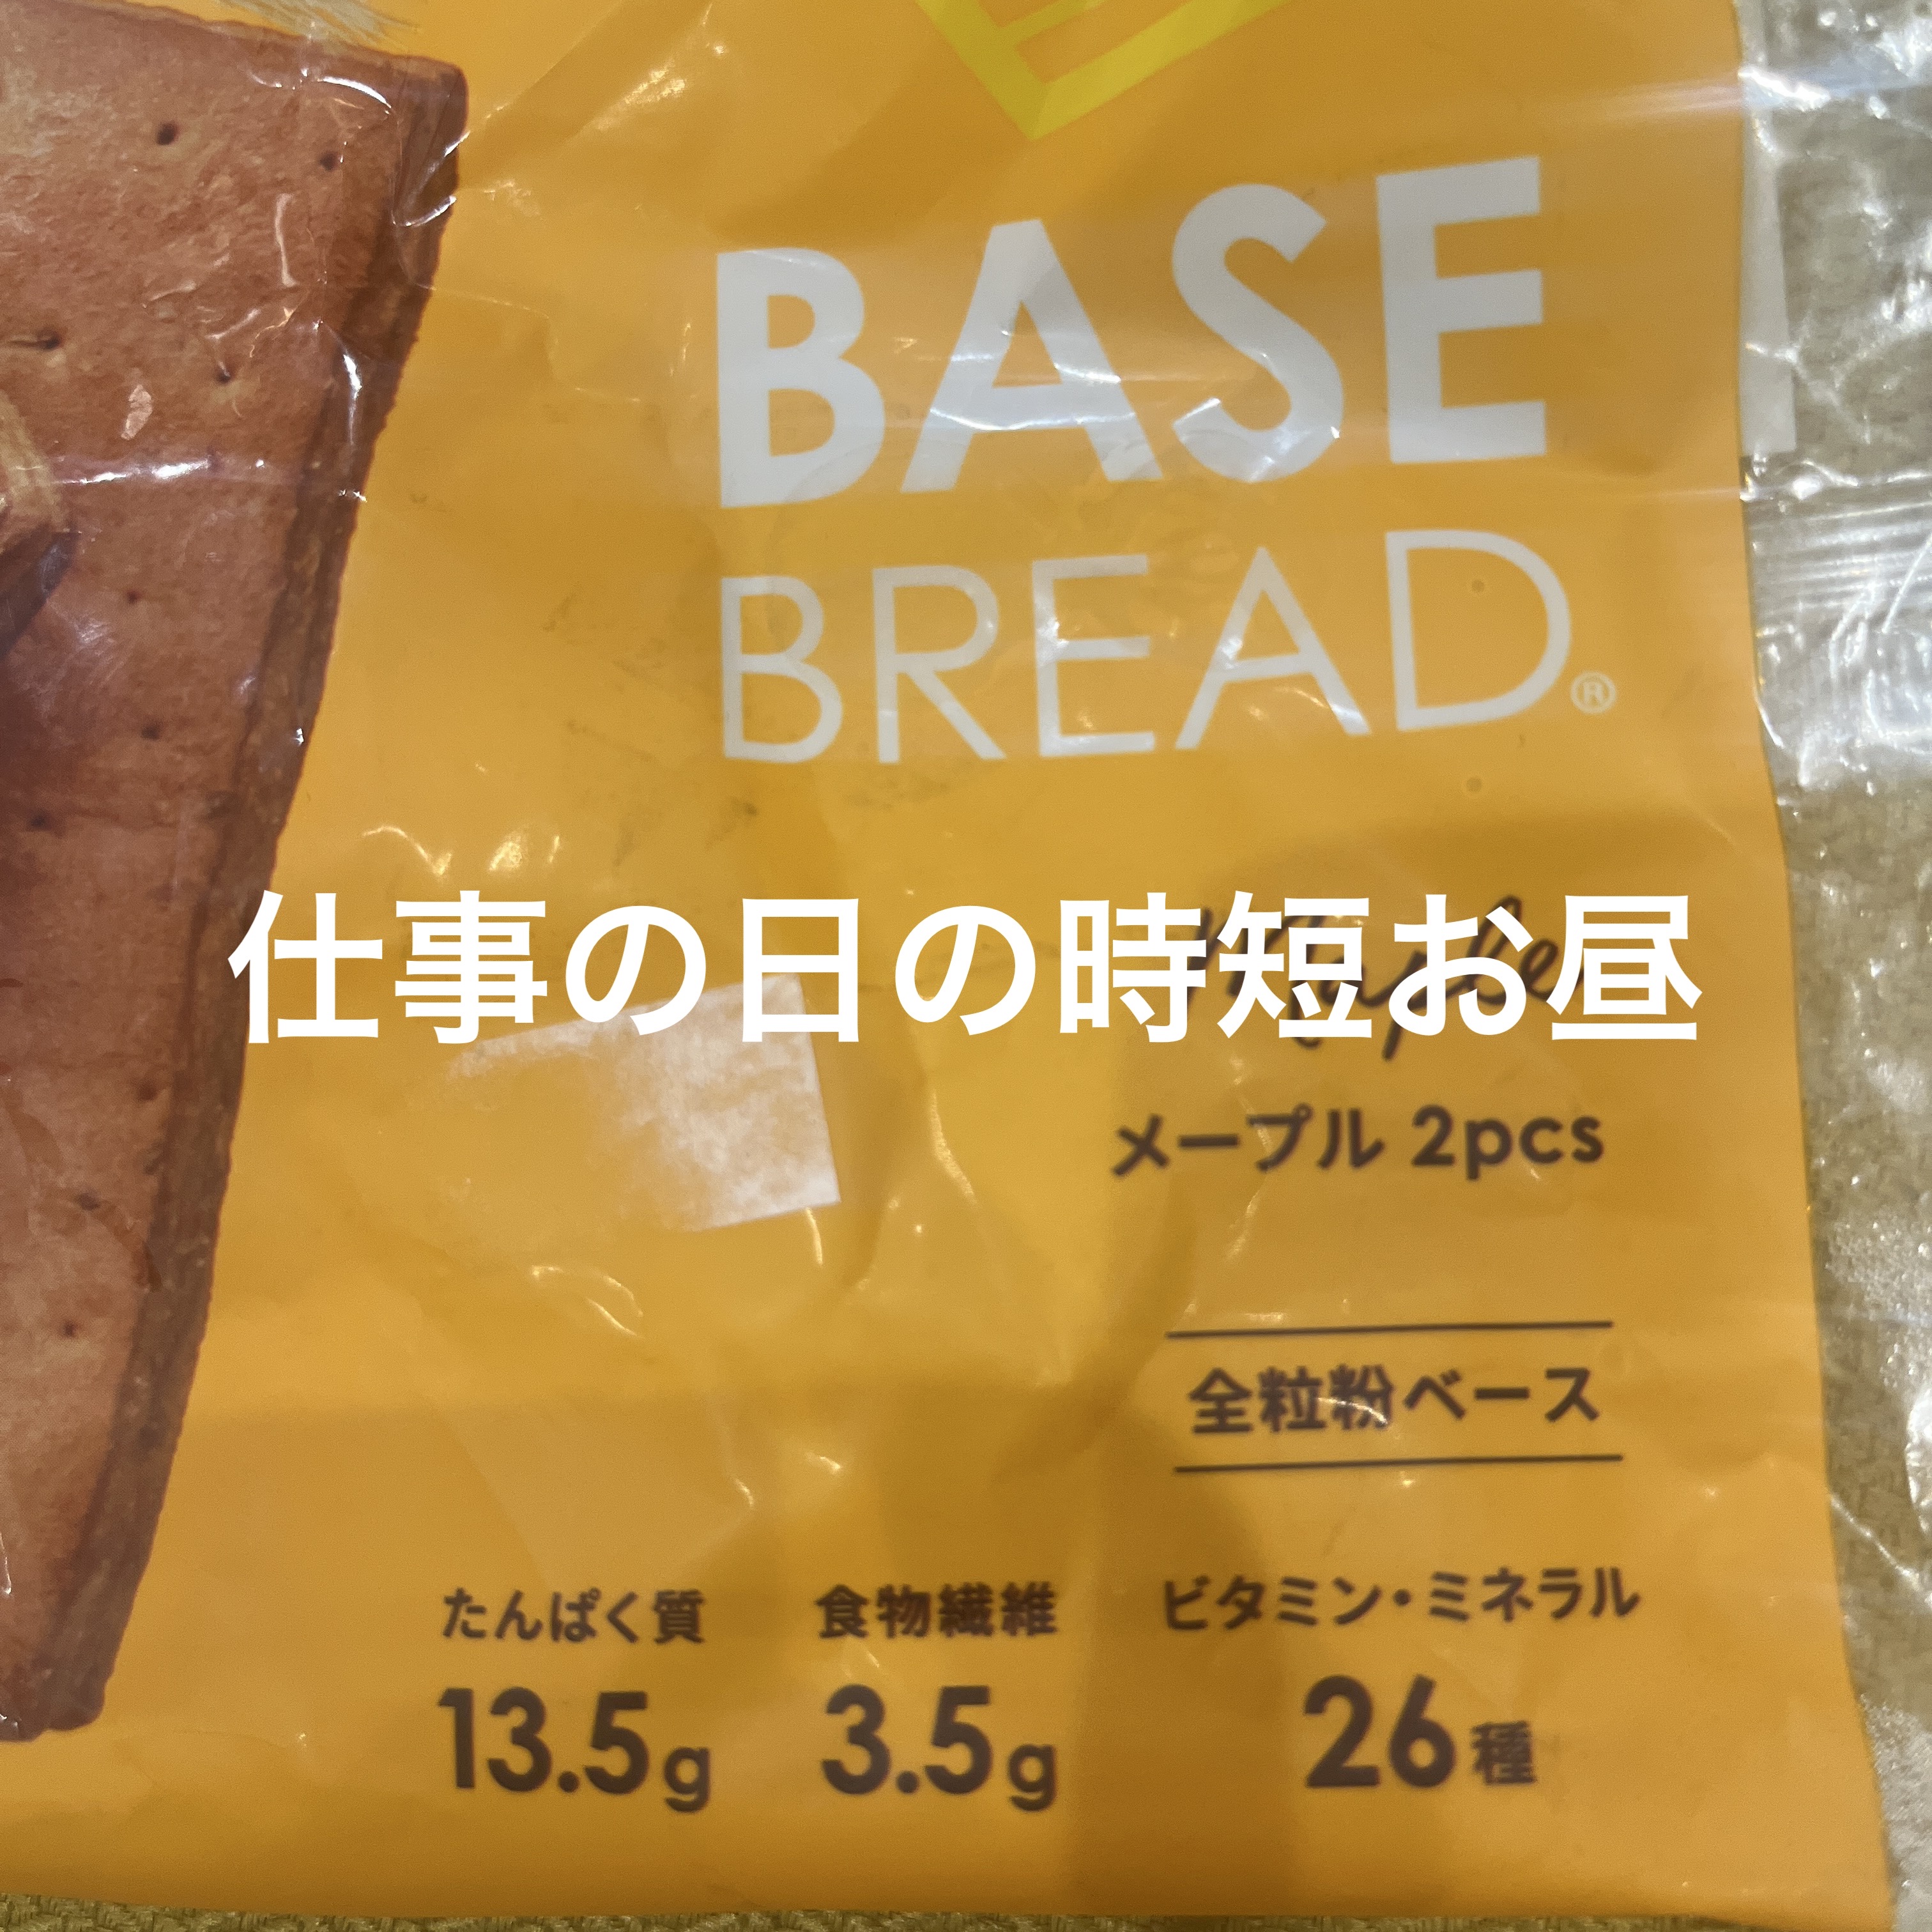 BASE
BREAD®
仕事の日の時短お昼
Maple
メープル 2pcs
全粒粉ベース
たんぱく質 食物繊維 ビタミン・ミネラル
13.5g 3.5g 26種